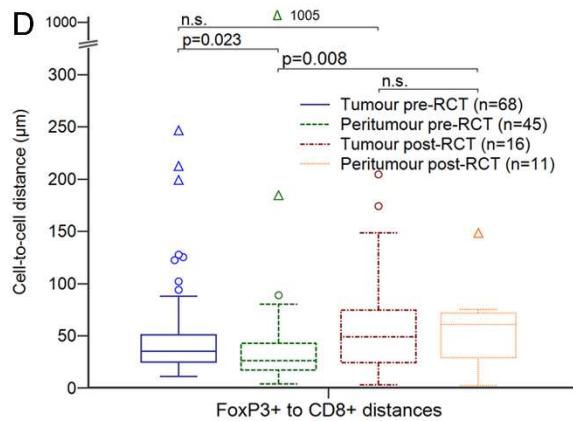 D
1000
n.s.
1005
p=0.023
p=0.008
300
n.s.
Tumour pre-RCT (n=68)
Peritumour pre-RCT (n=45)
Tumour post-RCT (n=16)
Peritumour post-RCT (n=11)
250
200
150
100
50
0
Cell-to-cell distance (µm)
FoxP3+ to CD8+ distances